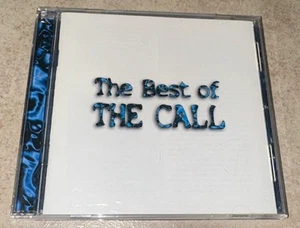 The Best of
THE CALL